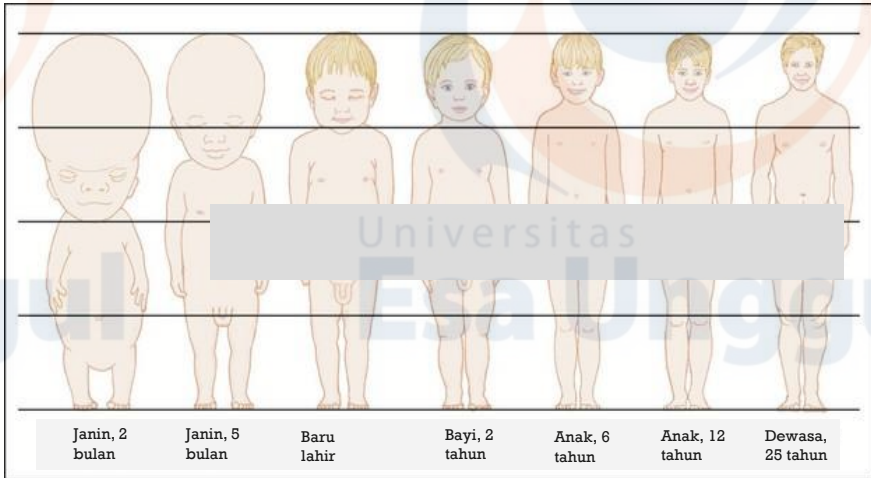 Universitas
gul Esa Unggul
Janin, 2
bulan
Janin, 5
bulan
Baru
lahir
Bayi, 2
tahun
Anak, 6
tahun
Anak, 12
tahun
Dewasa,
25 tahun